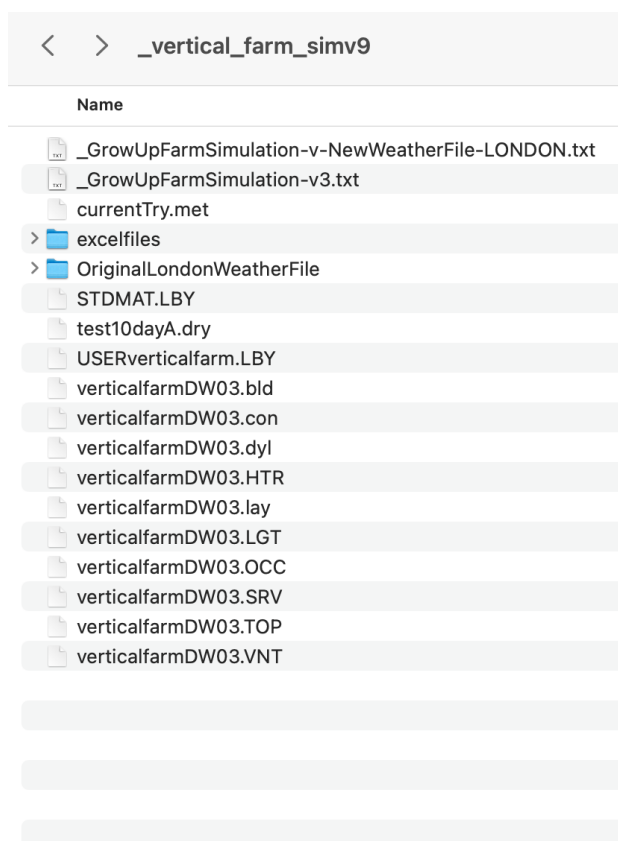 _vertical_farm_simv9
Name
_GrowUpFarmSimulation-v-NewWeatherFile-LONDON.txt
_GrowUpFarmSimulation-v3.txt
currentTry.met
excelfiles
OriginalLondonWeatherFile
STDMAT.LBY
test10dayA.dry
USERverticalfarm.LBY
verticalfarmDW03.bld
verticalfarmDW03.con
verticalfarmDW03.dyl
verticalfarmDW03.HTR
verticalfarmDW03.lay
verticalfarmDW03.LGT
verticalfarmDW03.OCC
verticalfarmDW03.SRV
verticalfarmDW03.TOP
verticalfarmDW03.VNT